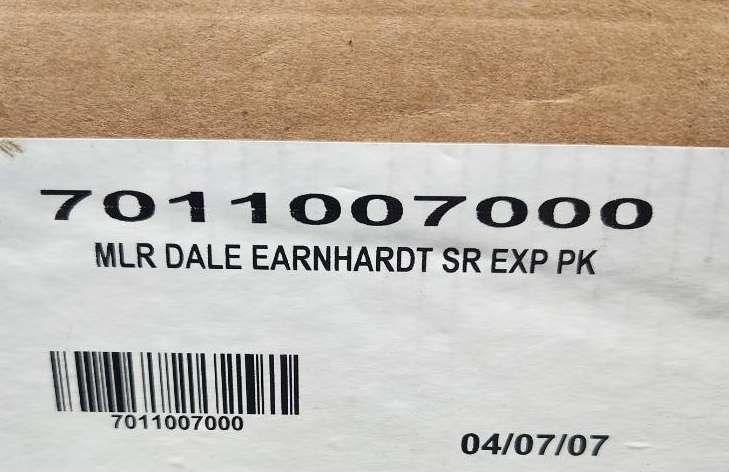 7011007000
MLR DALE EARNHARDT SR EXP PK
7011007000
04/07/07